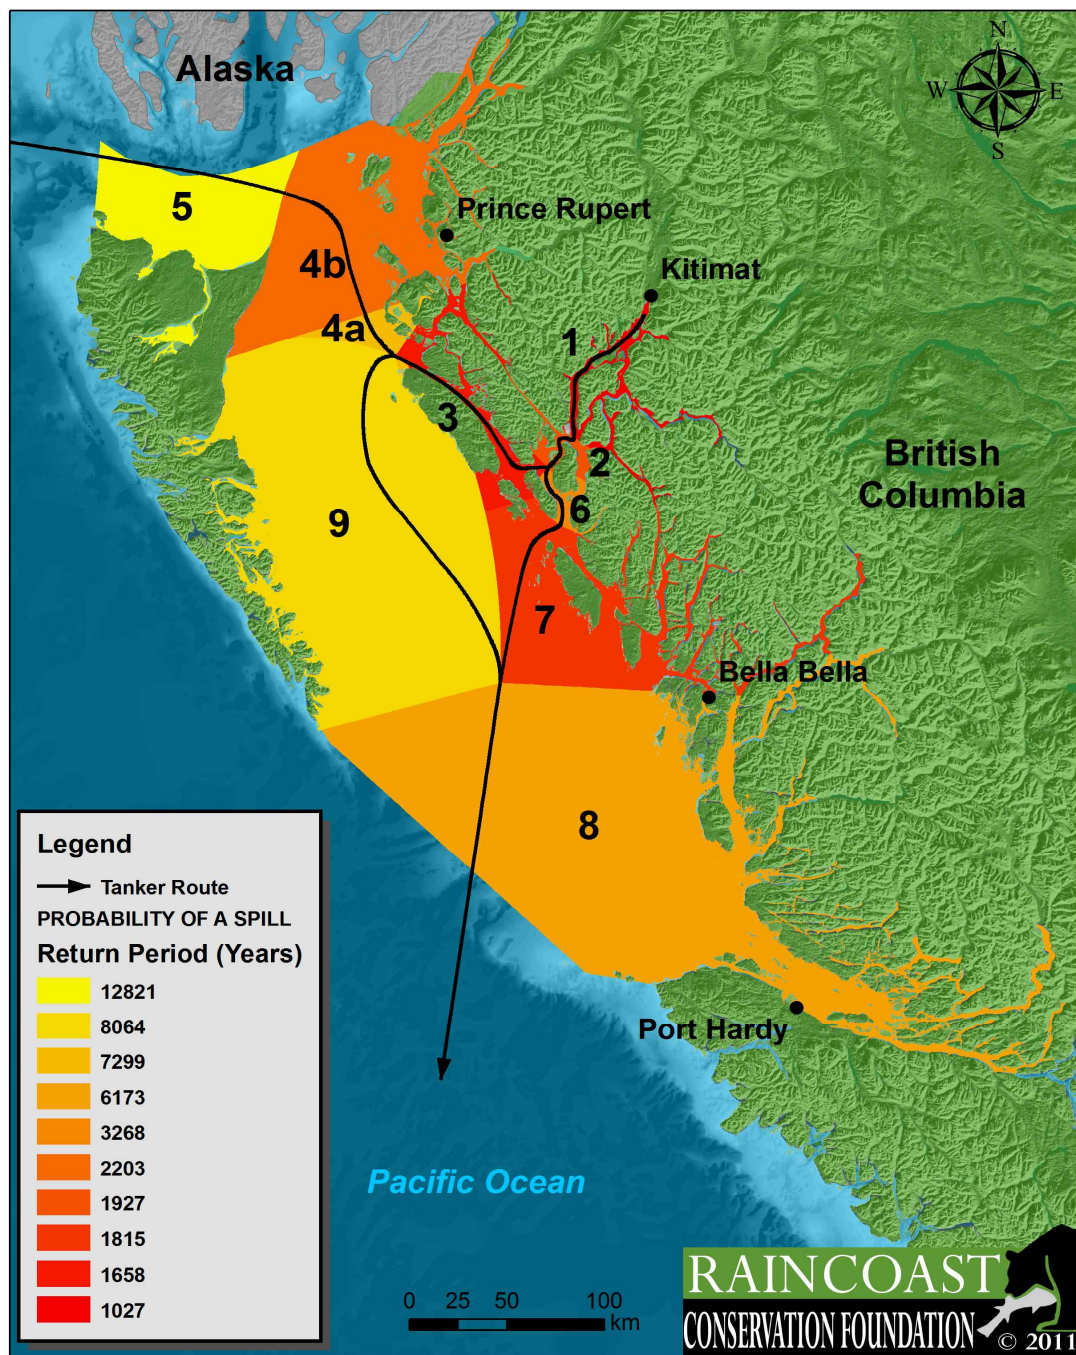 Alaska
N
W
E
S
5
Prince Rupert
4b
Kitimat
4a
1
3
2
British
Columbia
6
9
7
Bella Bella
8
Port Hardy
Pacific Ocean
Legend
Tanker Route
PROBABILITY OF A SPILL
Return Period (Years)
12821
8064
7299
6173
3268
2203
1927
1815
1658
1027
0 25 50 100
km
RAINCOAST
CONSERVATION FOUNDATION © 2011